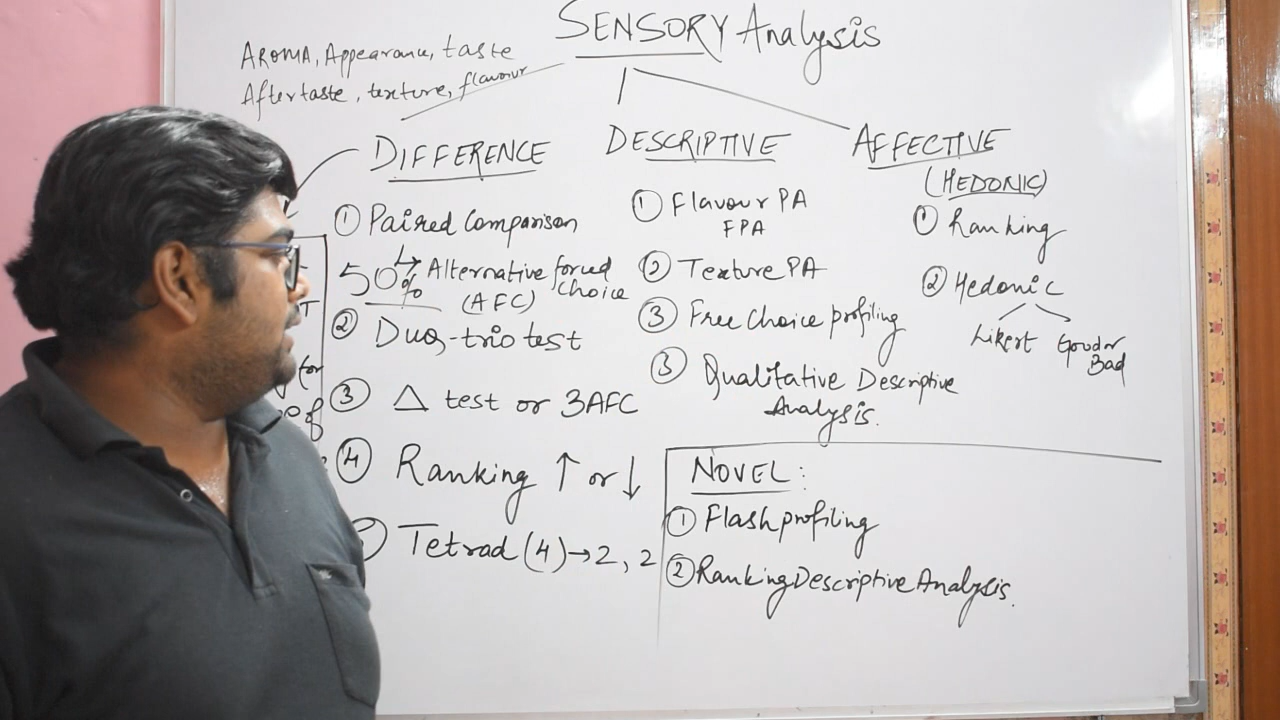 SENSORY Analysis
AROMA, Appearance, taste
Aftertaste, texture, flavour
DIFFERENCE
① Paired Comparison
50% ↳ Alternative forced choice
(AFC)
② Duo-trio test
③ △ test or 3AFC
④ Ranking ↑ or ↓
Tetrad (4) → 2, 2
DESCRIPTIVE
① Flavour PA
FPA
② Texture PA
③ Free Choice profiling
③ Qualitative Descriptive
Analysis.
AFFECTIVE
(HEDONIC)
① Ranking
② Hedonic
Likert Good or
Bad
NOVEL:
① Flash profiling
② Ranking Descriptive Analysis.